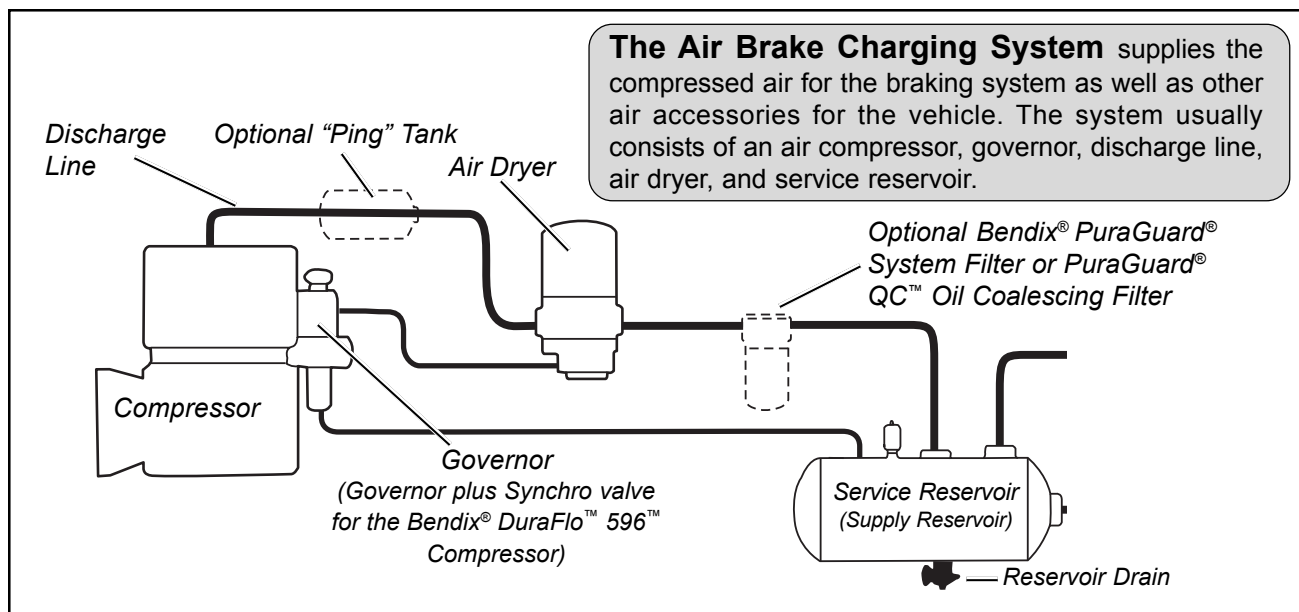 The Air Brake Charging System supplies the
compressed air for the braking system as well as other
air accessories for the vehicle. The system usually
consists of an air compressor, governor, discharge line,
air dryer, and service reservoir.
Discharge
Line
Optional “Ping” Tank
Air Dryer
Optional Bendix® PuraGuard®
System Filter or PuraGuard®
QC™ Oil Coalescing Filter
Compressor
Governor
(Governor plus Synchro valve
for the Bendix® DuraFlo™ 596™
Compressor)
Service Reservoir
(Supply Reservoir)
Reservoir Drain